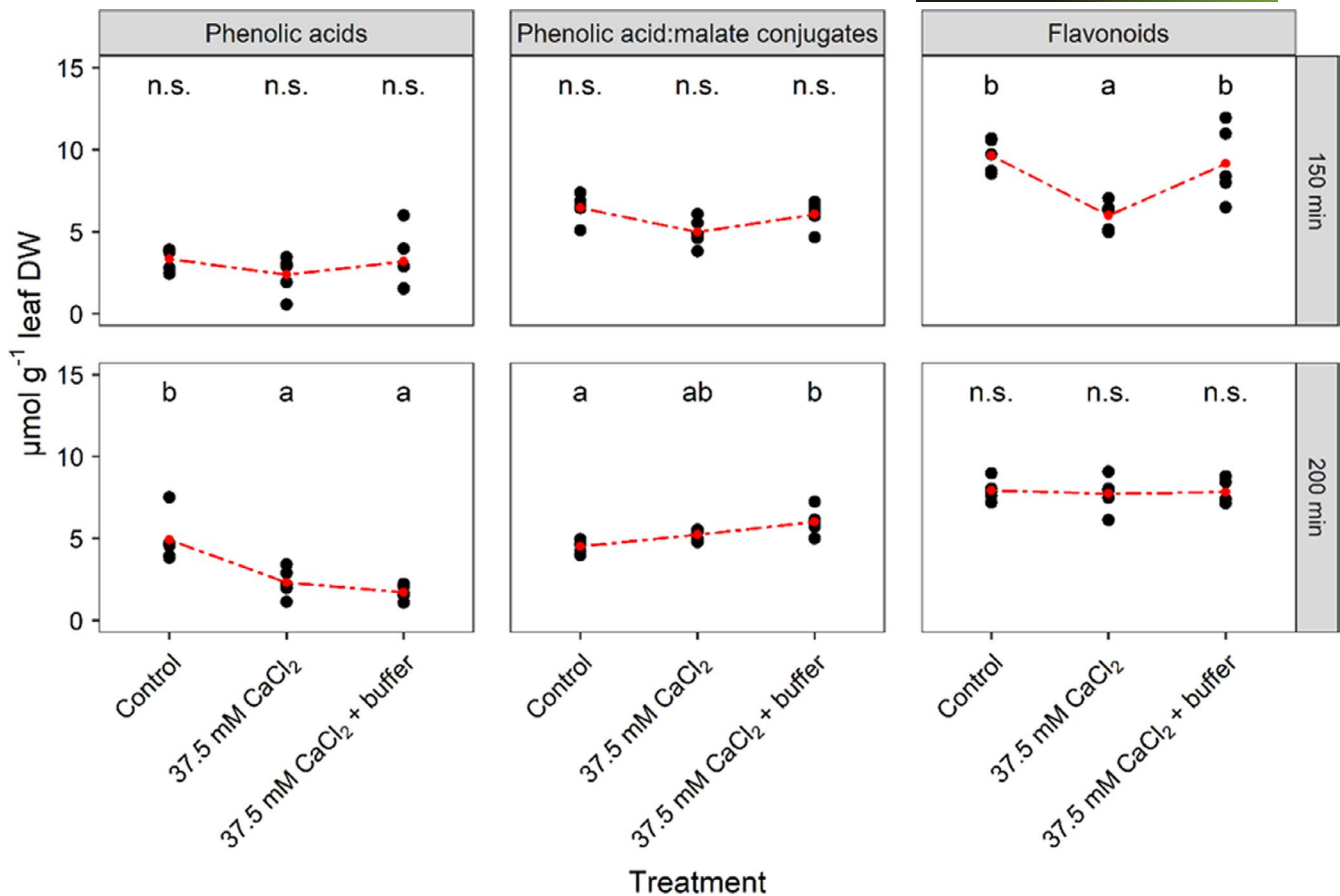 Phenolic acids
Phenolic acid:malate conjugates
Flavonoids
15
n.s. n.s. n.s.
n.s. n.s. n.s.
b a b
10
5
0
150 min
µmol g⁻¹ leaf DW
15
b a a
a ab b
n.s. n.s. n.s.
10
5
0
200 min
Control
37.5 mM CaCl₂
37.5 mM CaCl₂ + buffer
Control
37.5 mM CaCl₂
37.5 mM CaCl₂ + buffer
Control
37.5 mM CaCl₂
37.5 mM CaCl₂ + buffer
Treatment